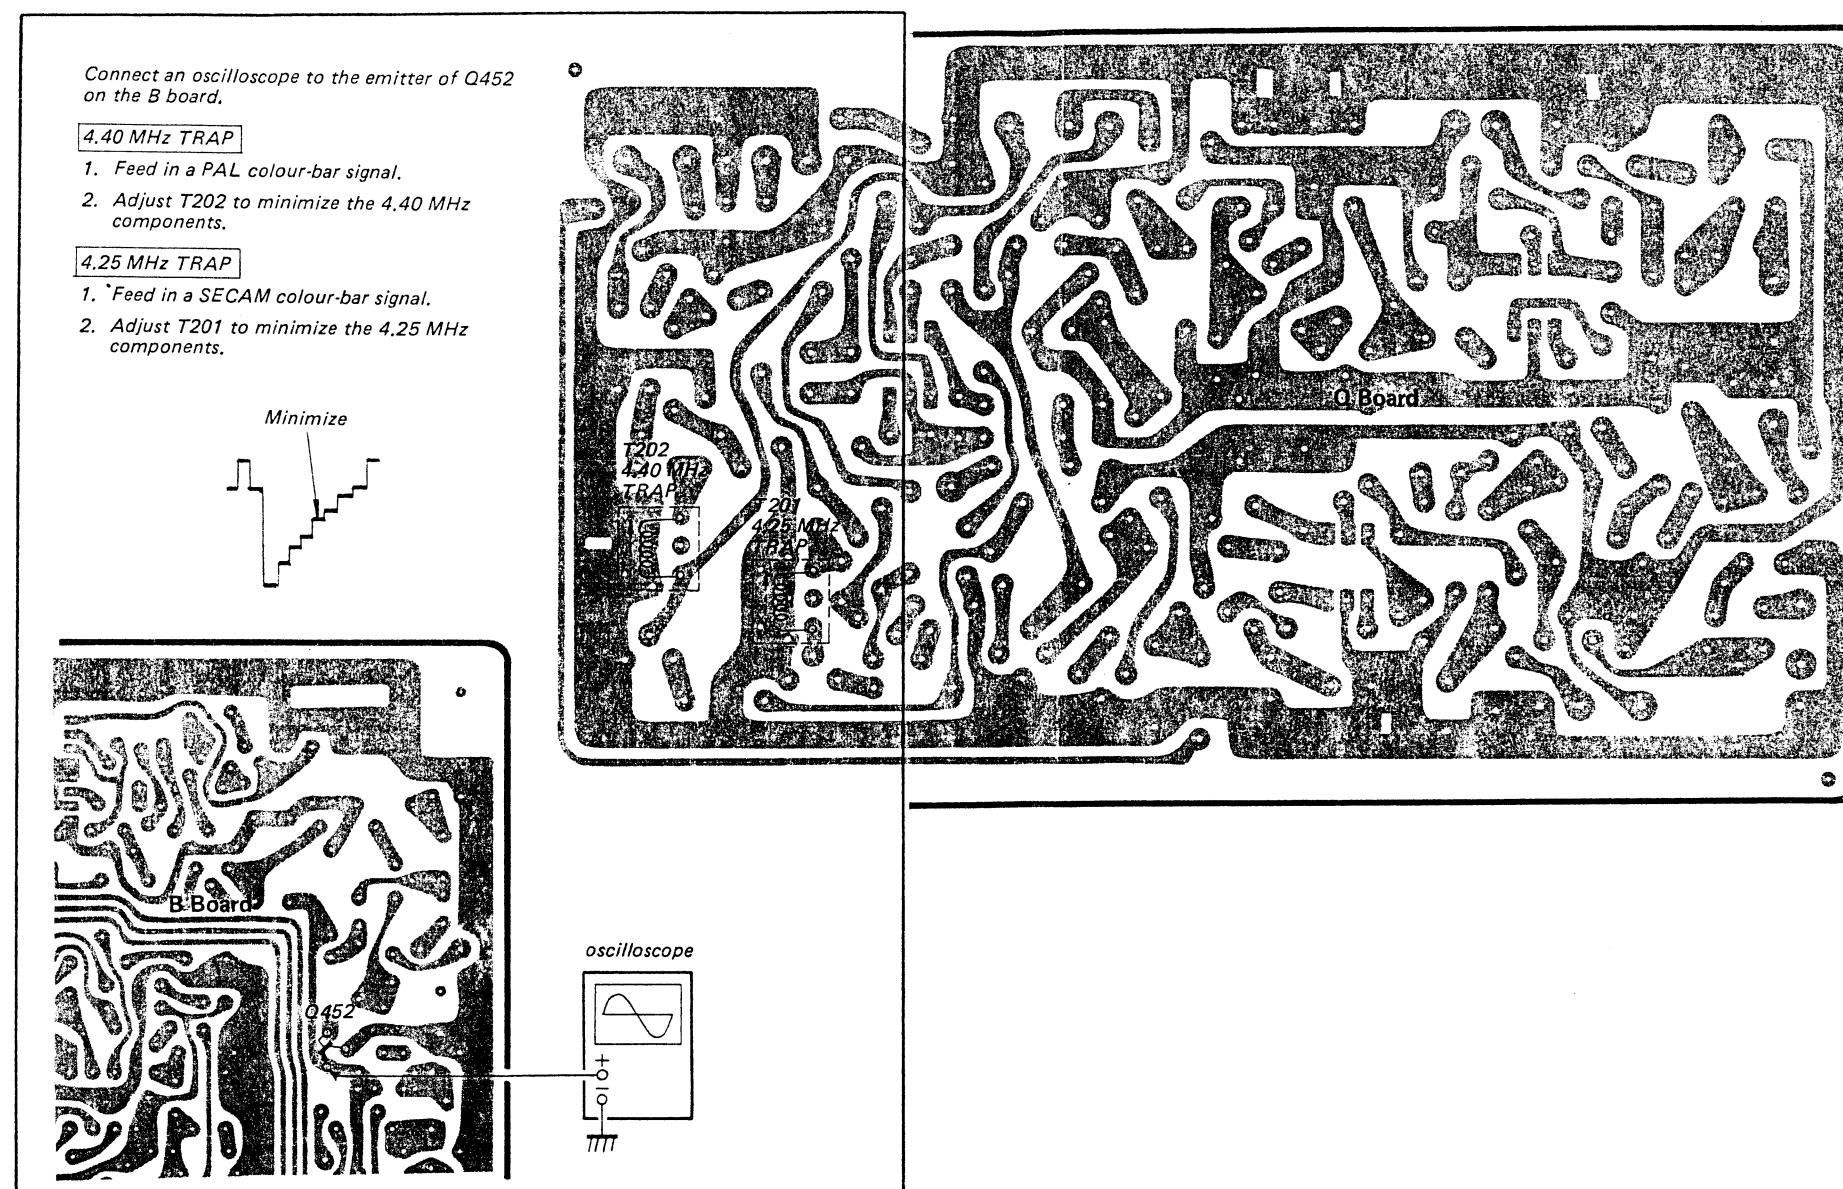 Connect an oscilloscope to the emitter of Q452
on the B board.
4.40 MHz TRAP
1. Feed in a PAL colour-bar signal.
2. Adjust T202 to minimize the 4.40 MHz
components.
4.25 MHz TRAP
1. Feed in a SECAM colour-bar signal.
2. Adjust T201 to minimize the 4.25 MHz
components.
Minimize
T202
4.40 MHz
TRAP
T201
4.25 MHz
TRAP
Q Board
B Board
Q452
oscilloscope
+
−